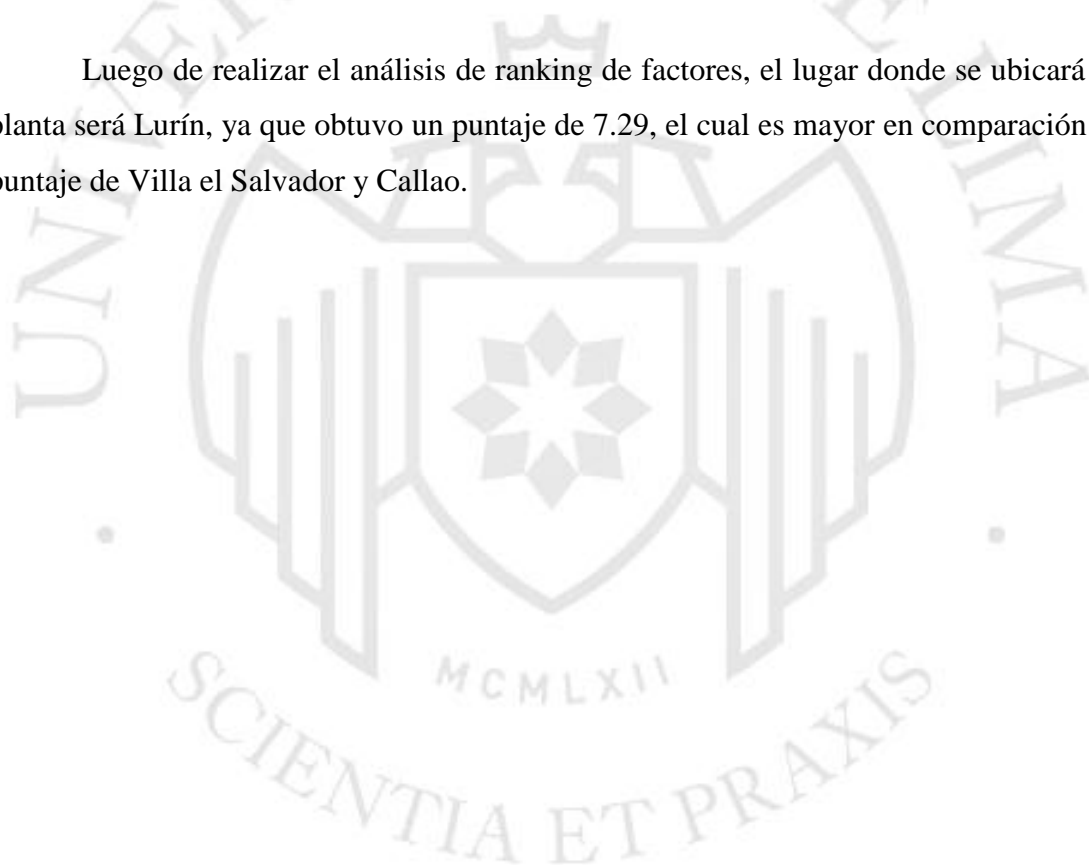 Luego de realizar el análisis de ranking de factores, el lugar donde se ubicará
planta será Lurín, ya que obtuvo un puntaje de 7.29, el cual es mayor en comparación
puntaje de Villa el Salvador y Callao.
MCMLXII
SCIENTIA ET PRAXIS